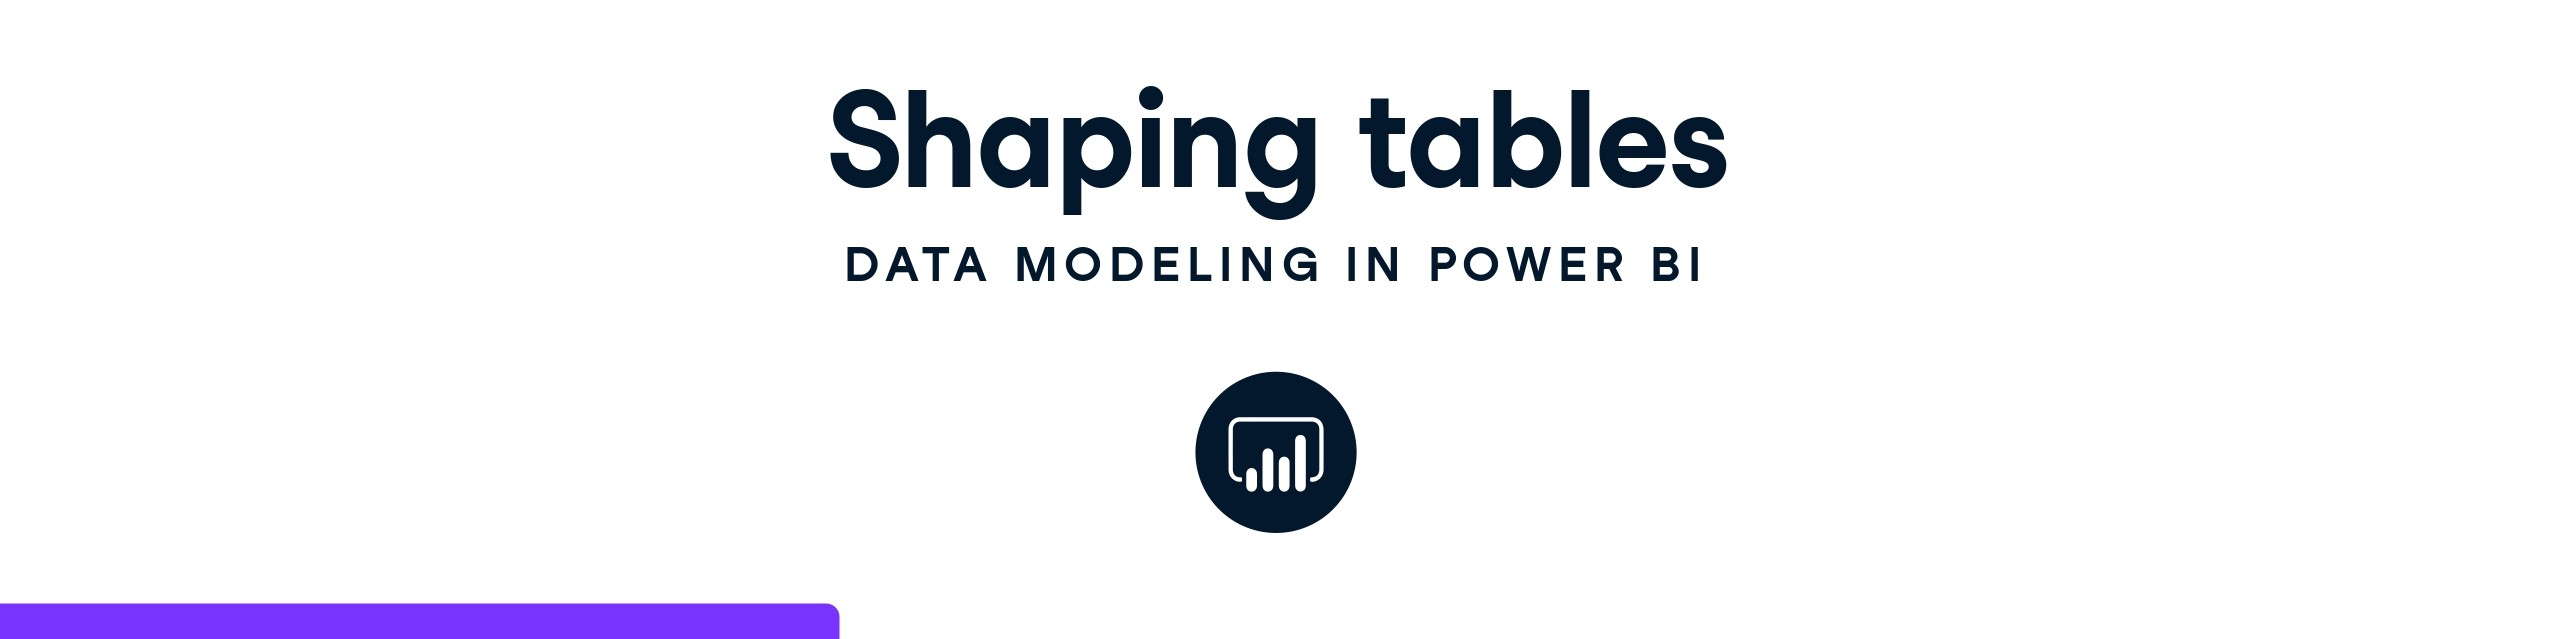 Shaping tables
DATA MODELING IN POWER BI